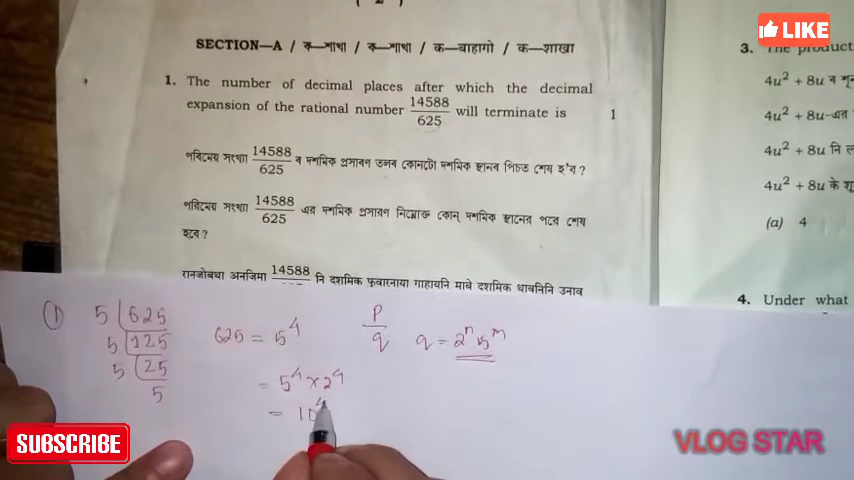 ( 2 )
SECTION—A / ক—শাখা / ক—শাখা / क—बाहागो / क—शाखा
1. The number of decimal places after which the decimal
expansion of the rational number 14588/625 will terminate is 1
পৰিমেয় সংখ্যা 14588/625 ৰ দশমিক প্ৰসাৰণ তলৰ কোনটো দশমিক স্থানৰ পিচত শেষ হ'ব ?
পরিমেয় সংখ্যা 14588/625 এর দশমিক প্রসারণ নিম্নোক্ত কোন্ দশমিক স্থানের পরে শেষ
হবে ?
रानजोबथा अनजिमा 14588 नि दशमिक फुवारनाया गाहायनि माबे दशमिक थावनिनि उनाव
3. The product
4u² + 8u ৰ শূ
4u² + 8u-এর
4u² + 8u नि ल
4u² + 8u के शू
(a) 4
4. Under what
① 5 625
5 125
5 25
5
625 = 5⁴
= 5⁴ × 2⁴
= 10⁴
p/q q = 2ⁿ 5ᵐ
LIKE
SUBSCRIBE
VLOG STAR